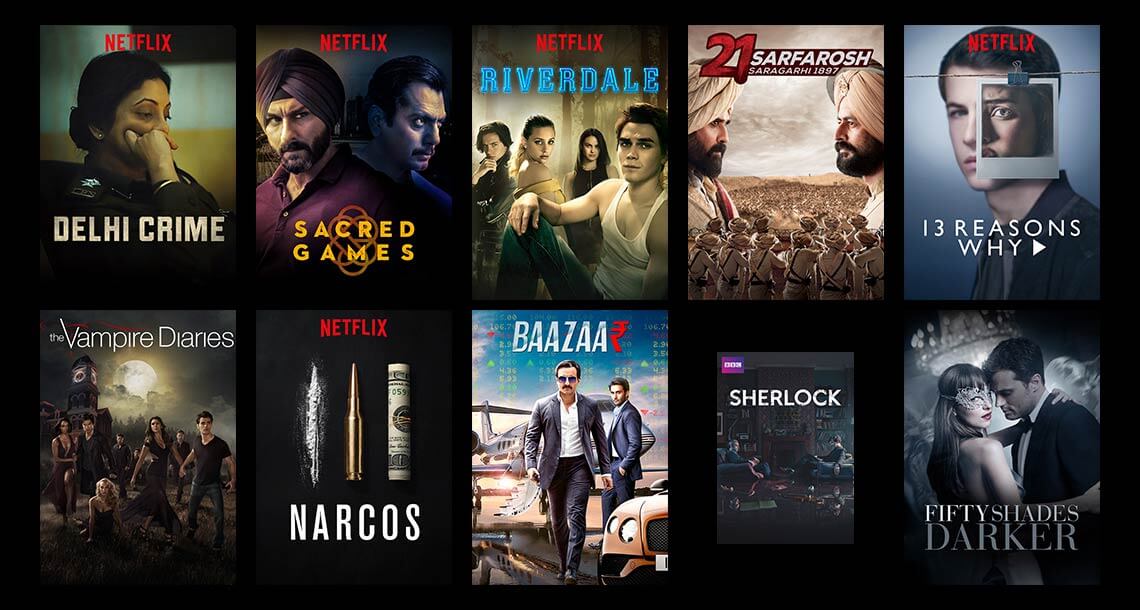 NETFLIX
DELHI CRIME
NETFLIX
SACRED
GAMES
NETFLIX
RIVERDALE
21 SARFAROSH
SARAGARHI 1897
NETFLIX
13 REASONS
WHY
the Vampire Diaries
NETFLIX
NARCOS
BAAZAA₹
BBC
SHERLOCK
FIFTY SHADES
DARKER